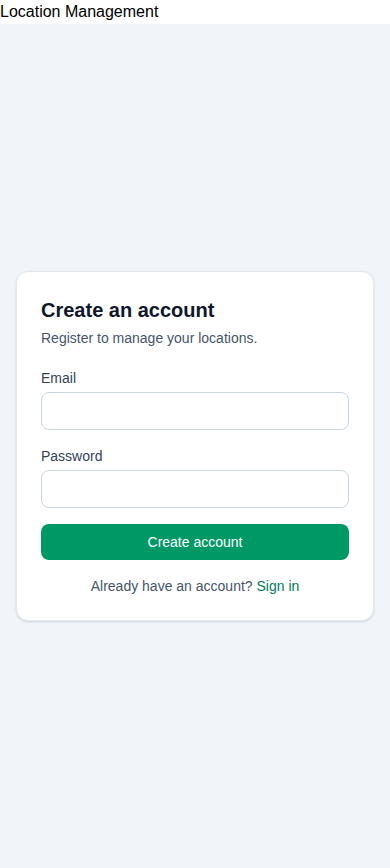 Location Management
Create an account
Register to manage your locations.
Email
Password
Create account
Already have an account? Sign in